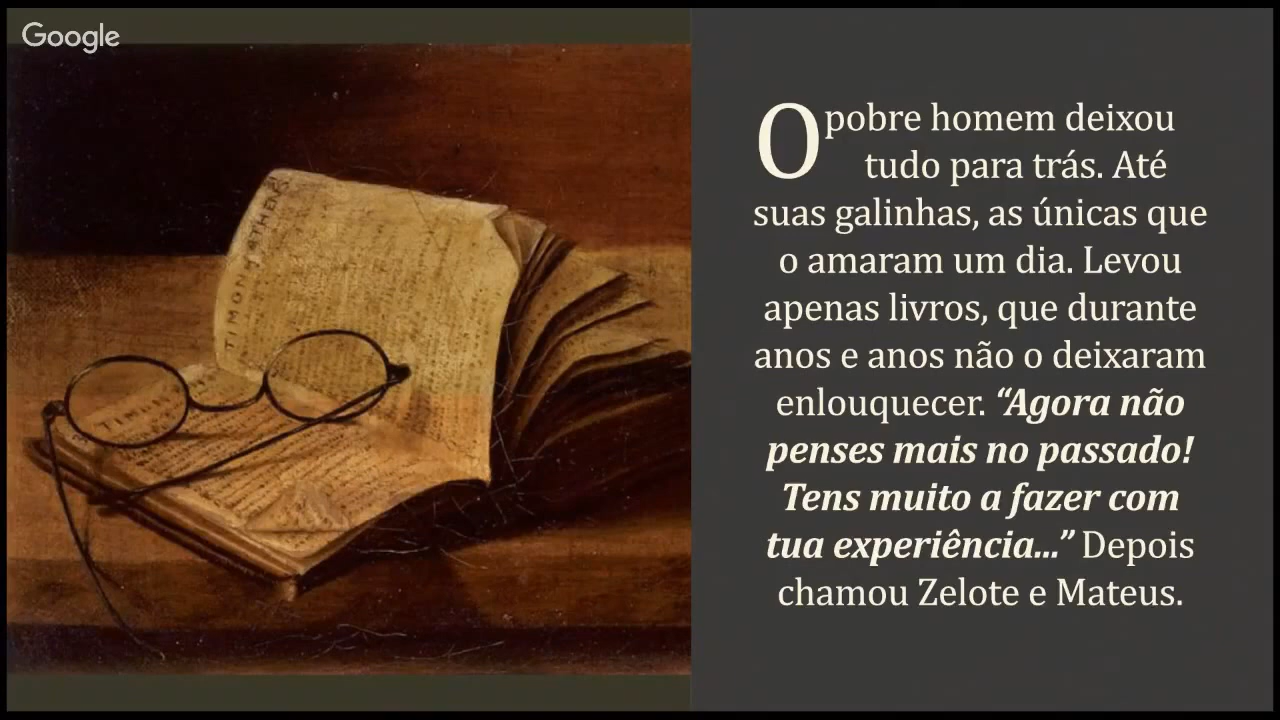 Google
TIMON
O pobre homem deixou
tudo para trás. Até
suas galinhas, as únicas que
o amaram um dia. Levou
apenas livros, que durante
anos e anos não o deixaram
enlouquecer. “Agora não
penses mais no passado!
Tens muito a fazer com
tua experiência...” Depois
chamou Zelote e Mateus.